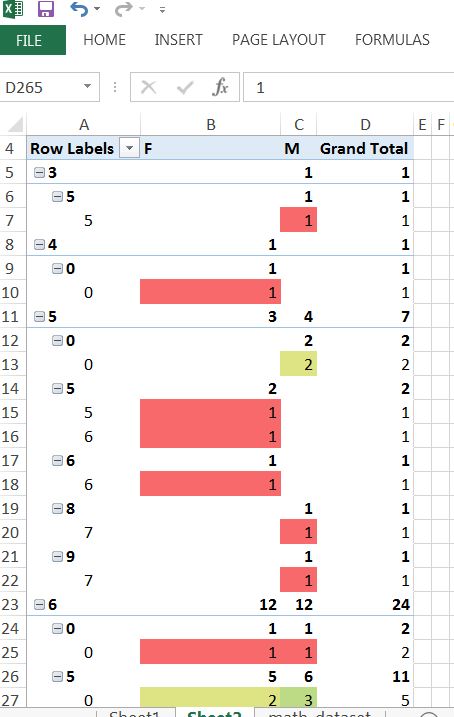 FILE HOME INSERT PAGE LAYOUT FORMULAS
D265 fx 1
A B C D E F
4 Row Labels F M Grand Total
5 3 1 1
6 5 1 1
7 5 1 1
8 4 1 1
9 0 1 1
10 0 1 1
11 5 3 4 7
12 0 2 2
13 0 2 2
14 5 2 2
15 5 1 1
16 6 1 1
17 6 1 1
18 6 1 1
19 8 1 1
20 7 1 1
21 9 1 1
22 7 1 1
23 6 12 12 24
24 0 1 1 2
25 0 1 1 2
26 5 5 6 11
27 0 2 3 5
Sheet1 Sheet2 math_dataset